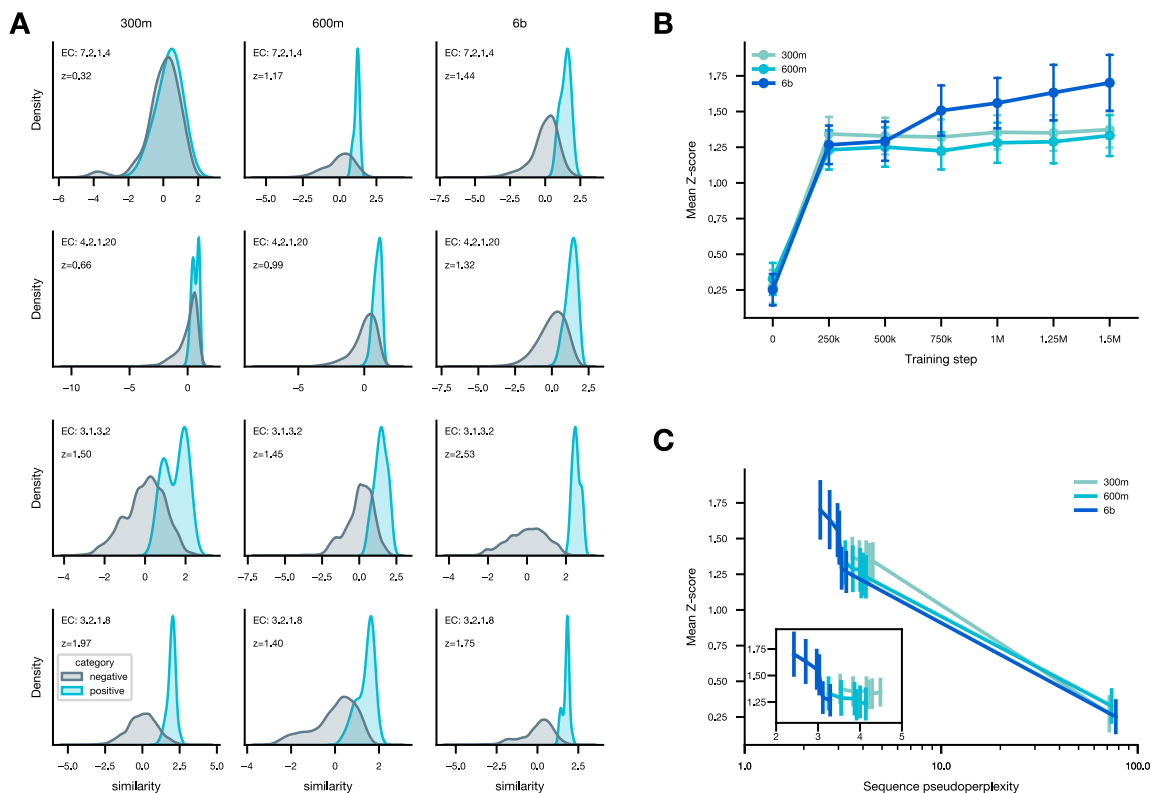 A
300m
600m
6b
Density
EC: 7.2.1.4
z=0.32
−6
−4
−2
0
2
EC: 7.2.1.4
z=1.17
−5.0
−2.5
0.0
2.5
EC: 7.2.1.4
z=1.44
−5.0
−2.5
0.0
2.5
Density
EC: 4.2.1.20
z=0.66
−10
−5
0
EC: 4.2.1.20
z=0.99
−5
0
EC: 4.2.1.20
z=1.32
−7.5
−5.0
−2.5
0.0
2.5
Density
EC: 3.1.3.2
z=1.50
−4
−2
0
2
EC: 3.1.3.2
z=1.45
−7.5
−5.0
−2.5
0.0
2.5
EC: 3.1.3.2
z=2.53
−4
−2
0
2
Density
EC: 3.2.1.8
z=1.97
category
negative
positive
−5.0
−2.5
0.0
2.5
5.0
similarity
EC: 3.2.1.8
z=1.40
−4
−2
0
2
similarity
EC: 3.2.1.8
z=1.75
−5.0
−2.5
0.0
2.5
similarity
B
300m
600m
6b
Mean Z−score
1.75
1.50
1.25
1.00
0.75
0.50
0.25
0
250k
500k
750k
1M
1.25M
1.5M
Training step
C
300m
600m
6b
Mean Z−score
1.75
1.50
1.25
1.00
0.75
0.50
0.25
1.75
1.50
1.25
2
3
4
5
1.0
10.0
100.0
Sequence pseudoperplexity